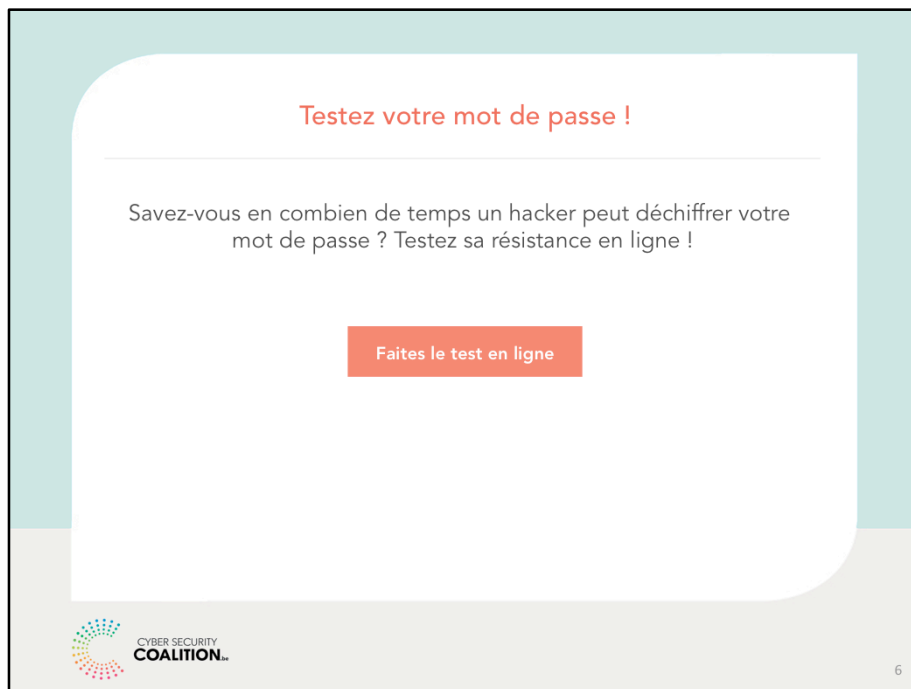 Testez votre mot de passe !
Savez-vous en combien de temps un hacker peut déchiffrer votre
mot de passe ? Testez sa résistance en ligne !
Faites le test en ligne
CYBER SECURITY
COALITION.be
6